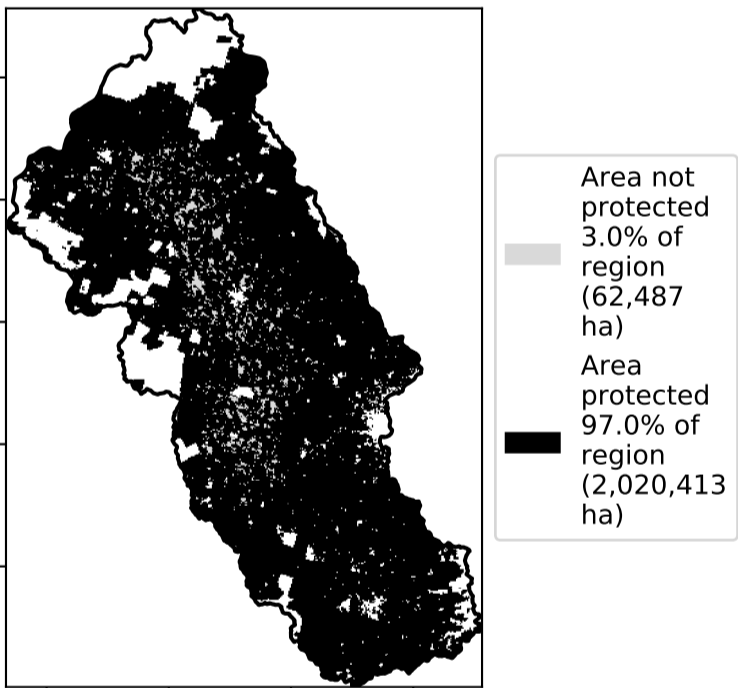 Area not
protected
3.0% of
region
(62,487
ha)
Area
protected
97.0% of
region
(2,020,413
ha)